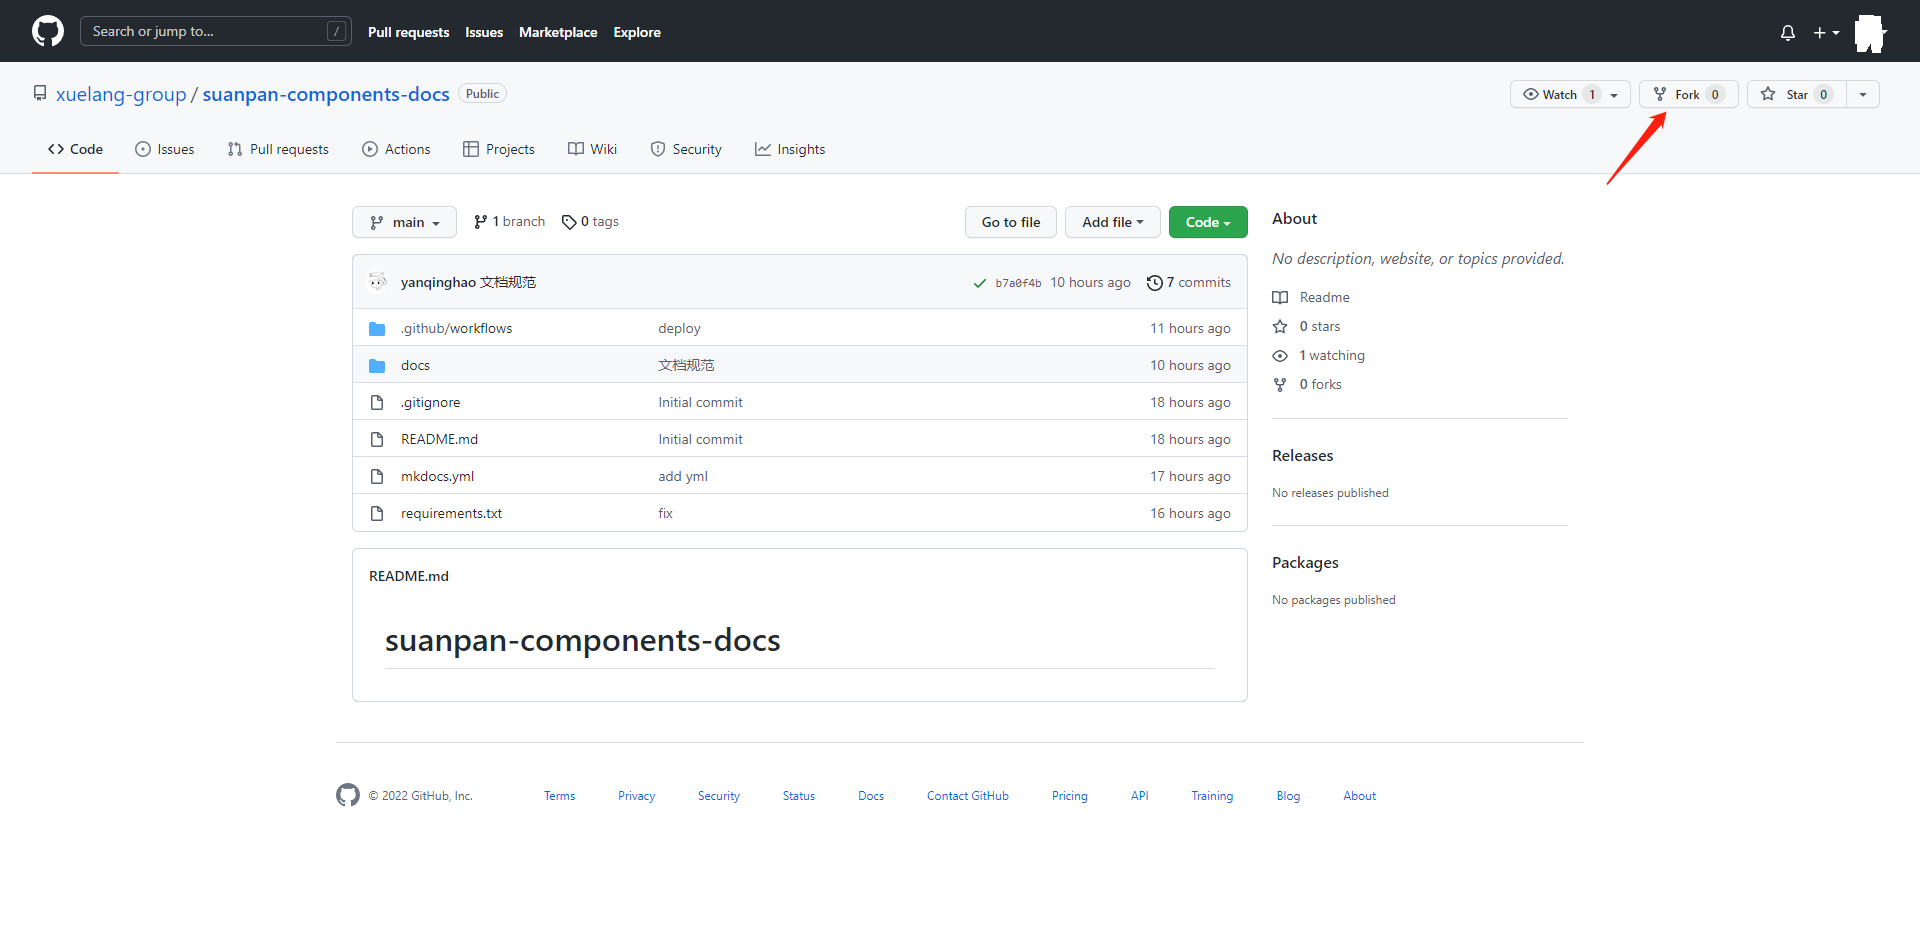 Search or jump to... / Pull requests Issues Marketplace Explore
xuelang-group / suanpan-components-docs Public Watch 1 Fork 0 Star 0
Code Issues Pull requests Actions Projects Wiki Security Insights
main 1 branch 0 tags Go to file Add file Code
yanqinghao 文档规范 b7a0f4b 10 hours ago 7 commits
.github/workflows deploy 11 hours ago
docs 文档规范 10 hours ago
.gitignore Initial commit 18 hours ago
README.md Initial commit 18 hours ago
mkdocs.yml add yml 17 hours ago
requirements.txt fix 16 hours ago
README.md
suanpan-components-docs
About
No description, website, or topics provided.
Readme
0 stars
1 watching
0 forks
Releases
No releases published
Packages
No packages published
© 2022 GitHub, Inc. Terms Privacy Security Status Docs Contact GitHub Pricing API Training Blog About